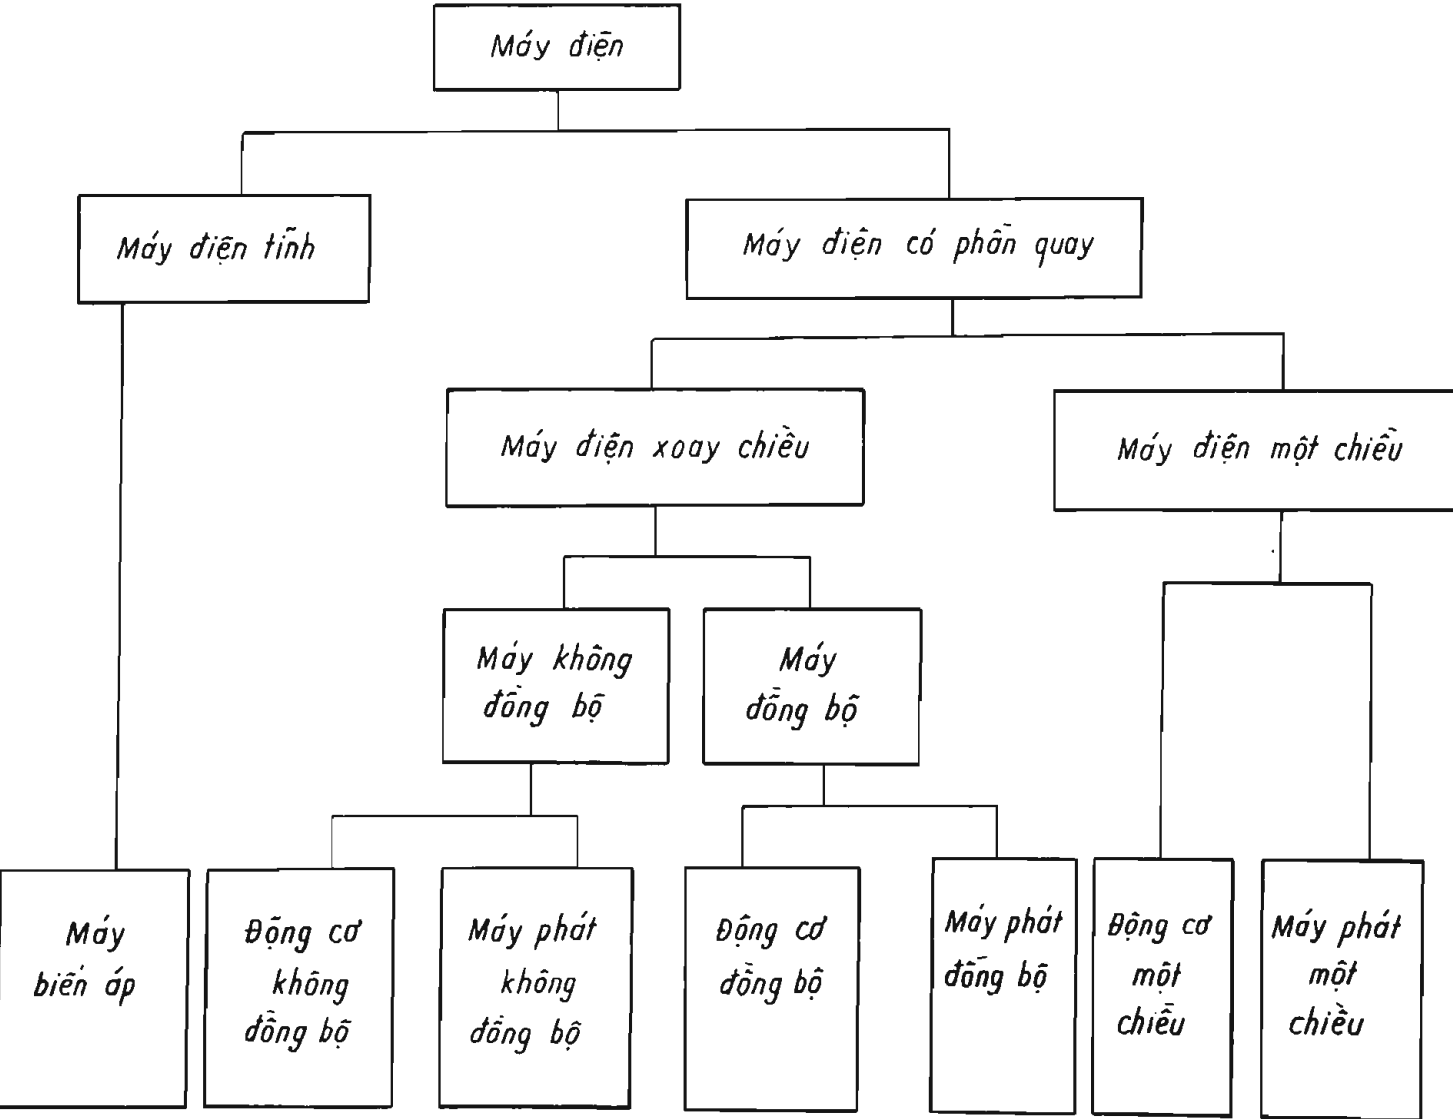 Máy điện
Máy điện tĩnh
Máy điện có phần quay
Máy điện xoay chiều
Máy điện một chiều
Máy không
đồng bộ
Máy
đồng bộ
Máy
biến áp
Động cơ
không
đồng bộ
Máy phát
không
đồng bộ
Động cơ
đồng bộ
Máy phát
đồng bộ
Động cơ
một
chiều
Máy phát
một
chiều